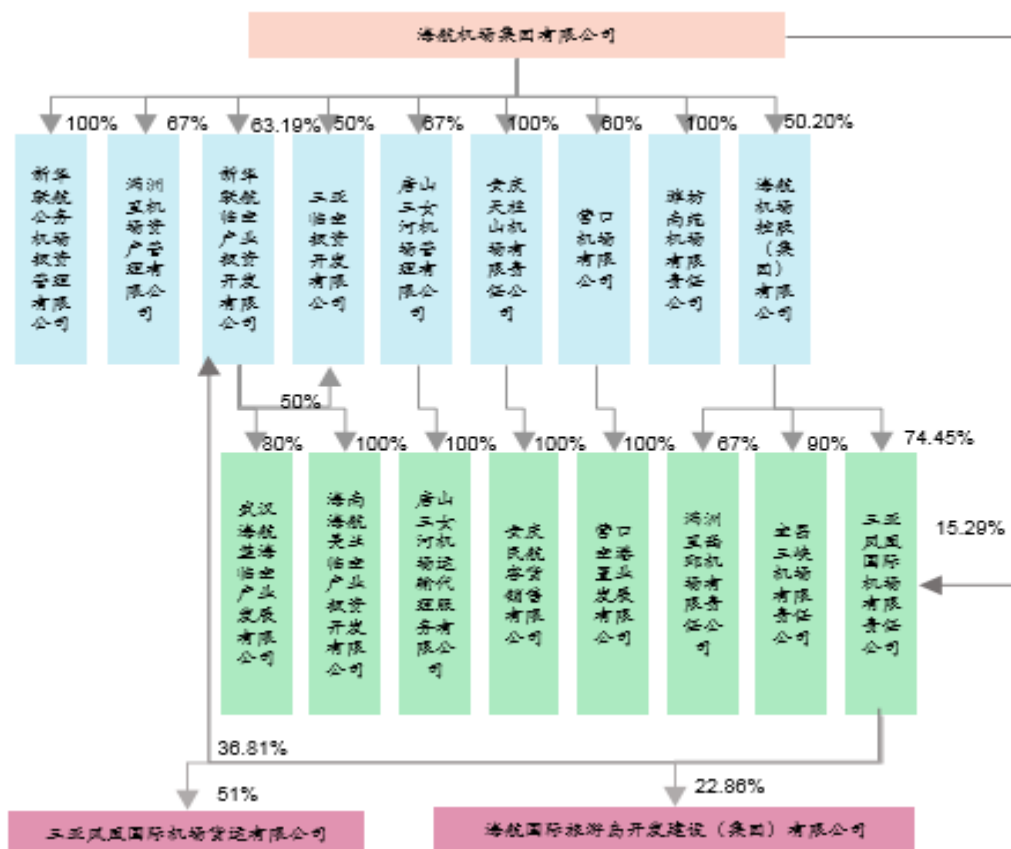 海航机场集团有限公司
100%
67%
63.19%
50%
67%
100%
60%
100%
50.20%
新华
联航
公务
机场
投资
管理
有限
公司
满洲
里机
场资
产管
理有
限公
司
新华
联航
临空
产业
投资
开发
有限
公司
三亚
临空
投资
开发
有限
公司
唐山
三女
河机
场管
理有
限公
司
安庆
天柱
山机
场有
限责
任公
司
营口
机场
有限
公司
潍坊
南苑
机场
有限
责任
公司
海航
机场
控股
（集
团）
有限
公司
50%
80%
100%
100%
100%
100%
67%
90%
74.45%
武汉
海航
蓝海
临空
产业
发展
有限
公司
海南
海航
美兰
临空
产业
投资
开发
有限
公司
唐山
三女
河机
场运
输代
理服
务有
限公
司
安庆
民航
客货
销售
有限
公司
营口
空港
置业
发展
有限
公司
满洲
里西
郊机
场有
限责
任公
司
宜昌
三峡
机场
有限
责任
公司
三亚
凤凰
国际
机场
有限
责任
公司
15.29%
36.81%
51%
22.86%
三亚凤凰国际机场货运有限公司
海航国际旅游岛开发建设（集团）有限公司